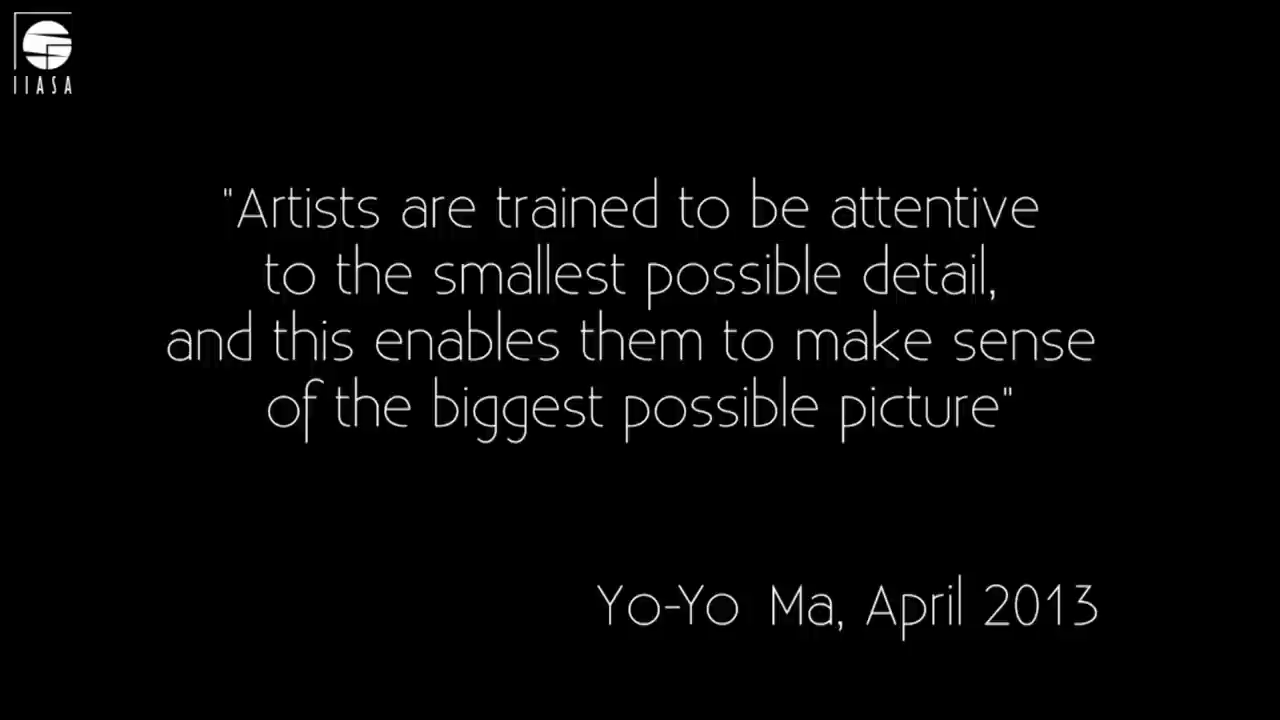 IIASA
"Artists are trained to be attentive
to the smallest possible detail,
and this enables them to make sense
of the biggest possible picture"
Yo-Yo Ma, April 2013